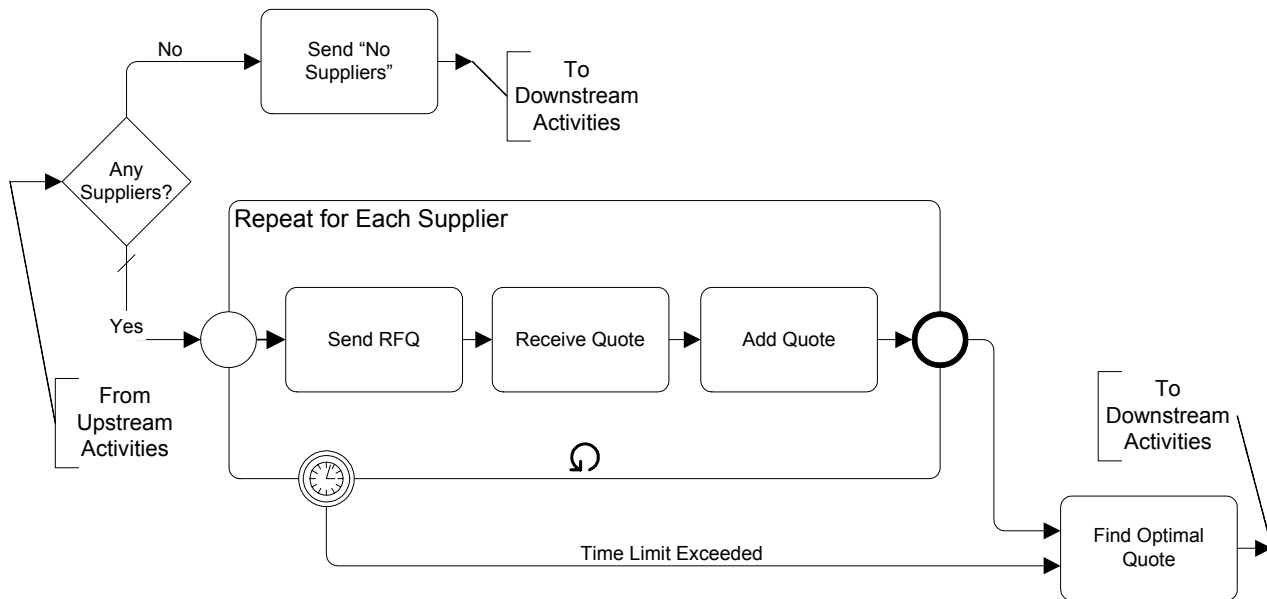 No
Send “No
Suppliers”
To
Downstream
Activities
Any
Suppliers?
Repeat for Each Supplier
Yes
Send RFQ
Receive Quote
Add Quote
From
Upstream
Activities
To
Downstream
Activities
Time Limit Exceeded
Find Optimal
Quote